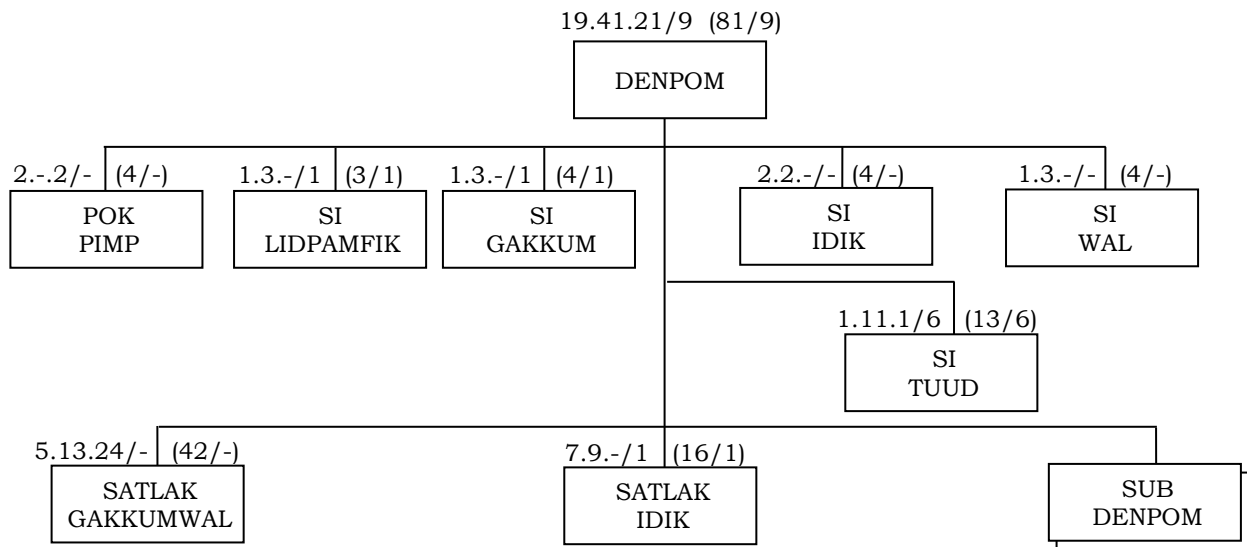 19.41.21/9 (81/9)
DENPOM
2.-.2/- (4/-)
POK
PIMP
1.3.-/1 (3/1)
SI
LIDPAMFIK
1.3.-/1 (4/1)
SI
GAKKUM
2.2.-/- (4/-)
SI
IDIK
1.3.-/- (4/-)
SI
WAL
1.11.1/6 (13/6)
SI
TUUD
5.13.24/- (42/-)
SATLAK
GAKKUMWAL
7.9.-/1 (16/1)
SATLAK
IDIK
SUB
DENPOM